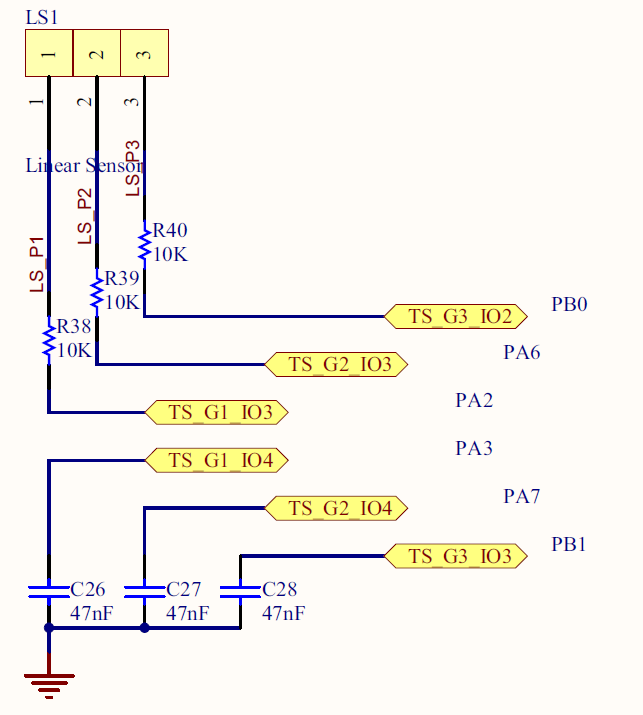 LS1
1
2
3
1
2
3
Linear Sensor
LS_P1
LS_P2
LS_P3
R40
10K
R39
10K
R38
10K
TS_G3_IO2
PB0
TS_G2_IO3
PA6
TS_G1_IO3
PA2
TS_G1_IO4
PA3
TS_G2_IO4
PA7
TS_G3_IO3
PB1
C26
47nF
C27
47nF
C28
47nF